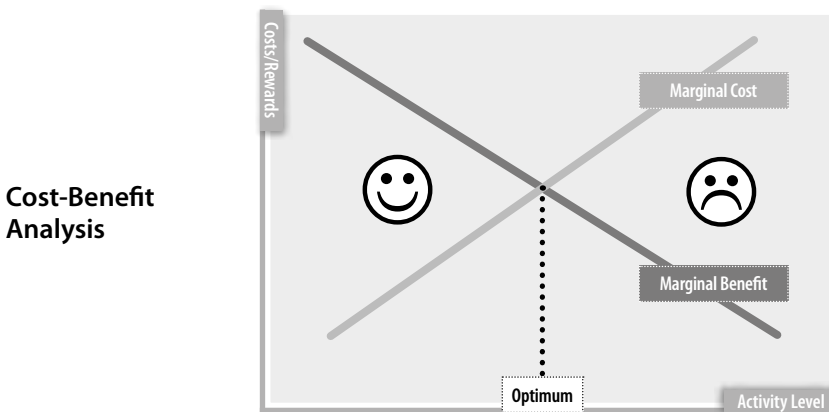 Cost-Benefit
Analysis
Costs/Rewards
Marginal Cost
Marginal Benefit
Optimum
Activity Level